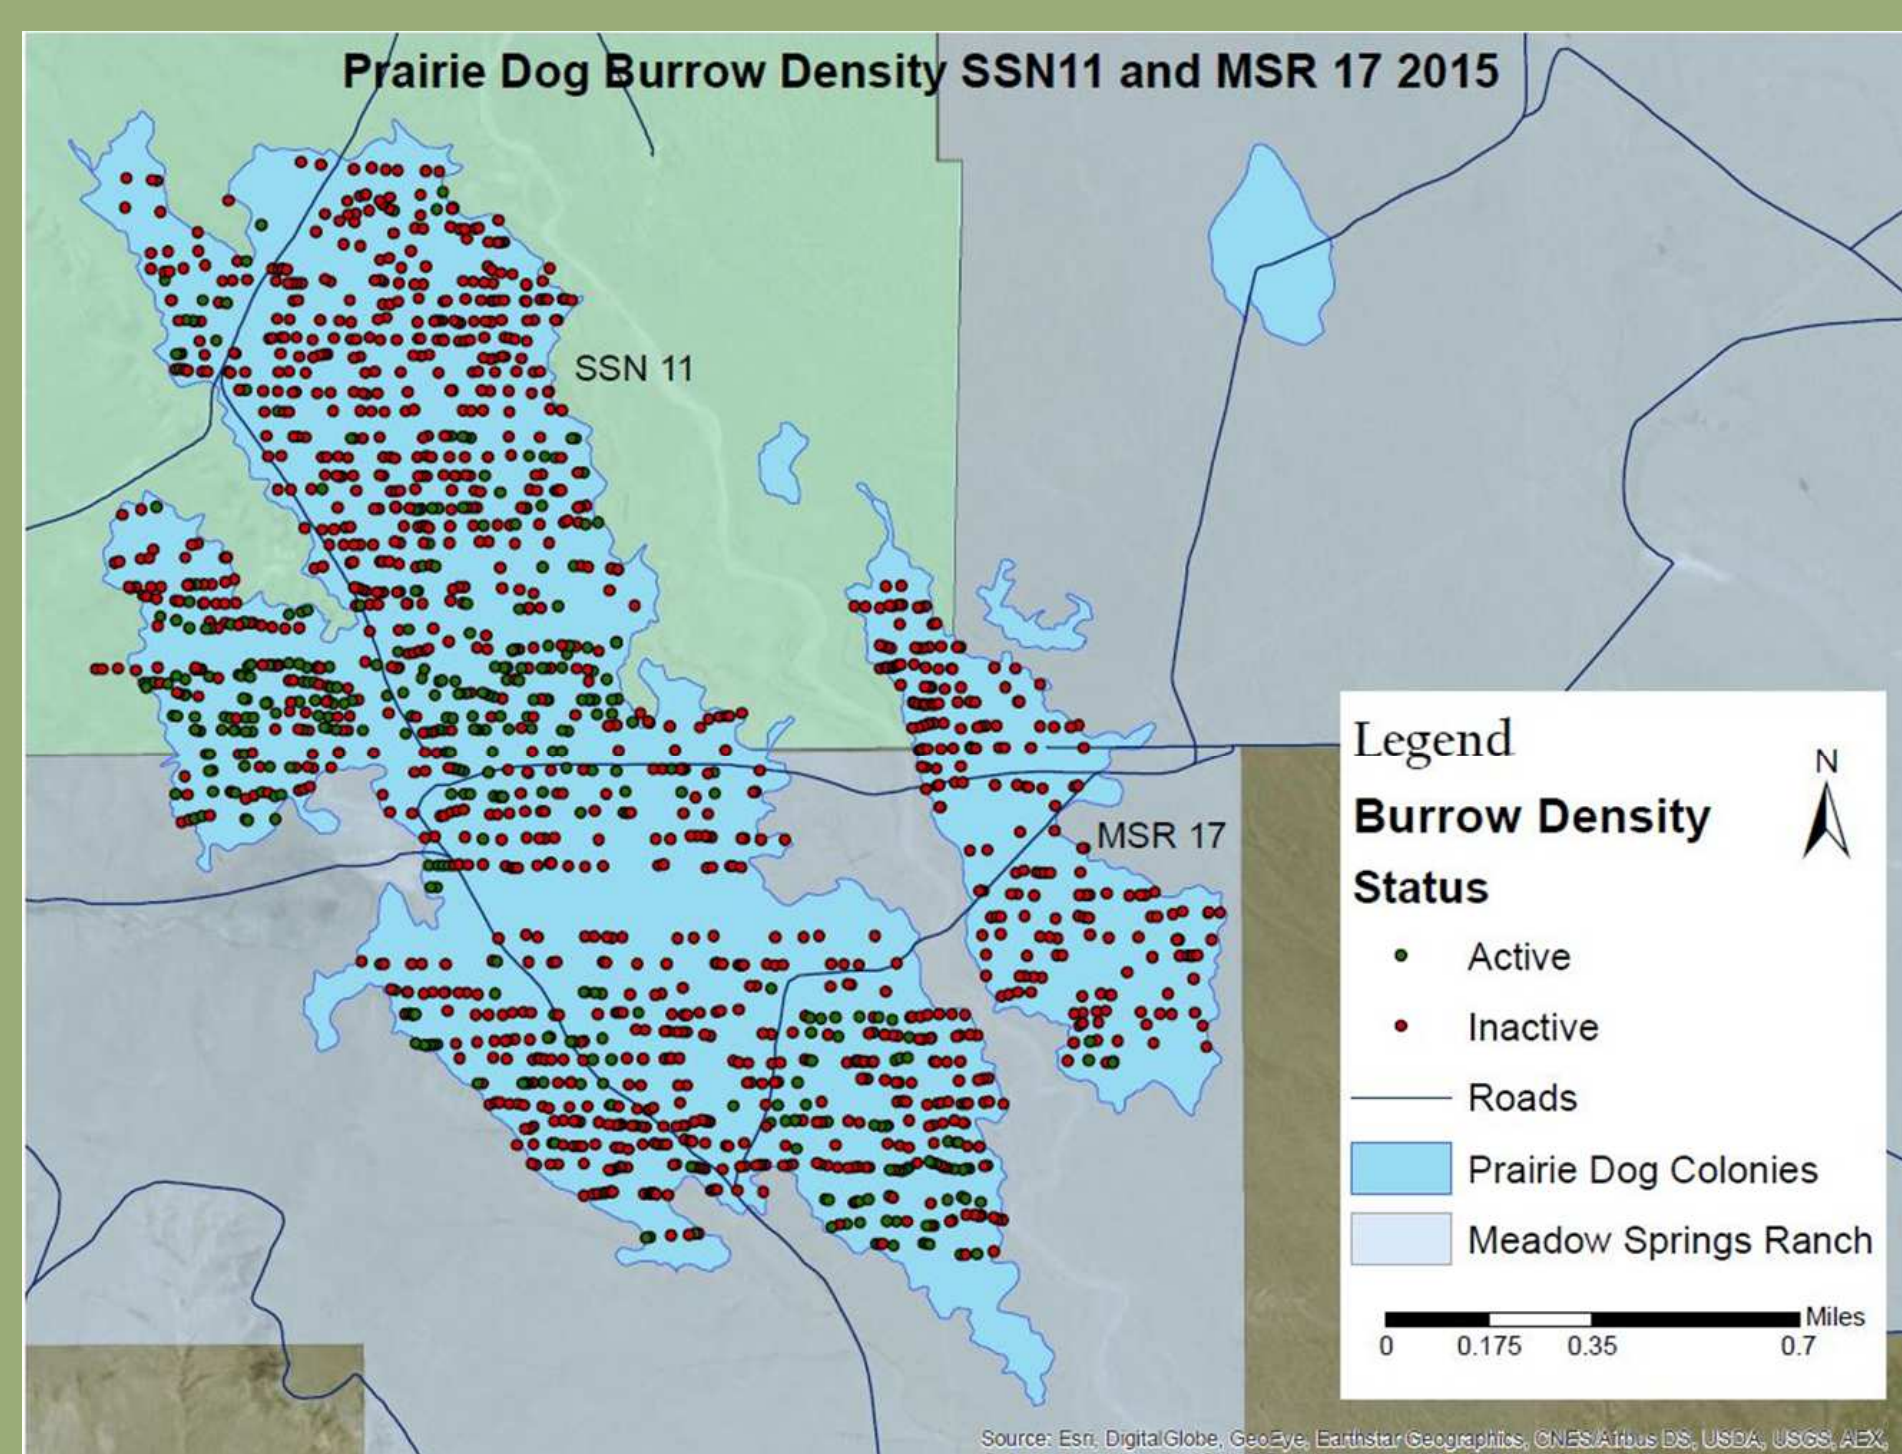 Prairie Dog Burrow Density SSN11 and MSR 17 2015
SSN 11
MSR 17
Legend
N
Burrow Density
Status
Active
Inactive
Roads
Prairie Dog Colonies
Meadow Springs Ranch
Miles
0 0.175 0.35 0.7
Source: Esri, DigitalGlobe, GeoEye, Earthstar Geographics, CNES/Airbus DS, USDA, USGS, AEX,